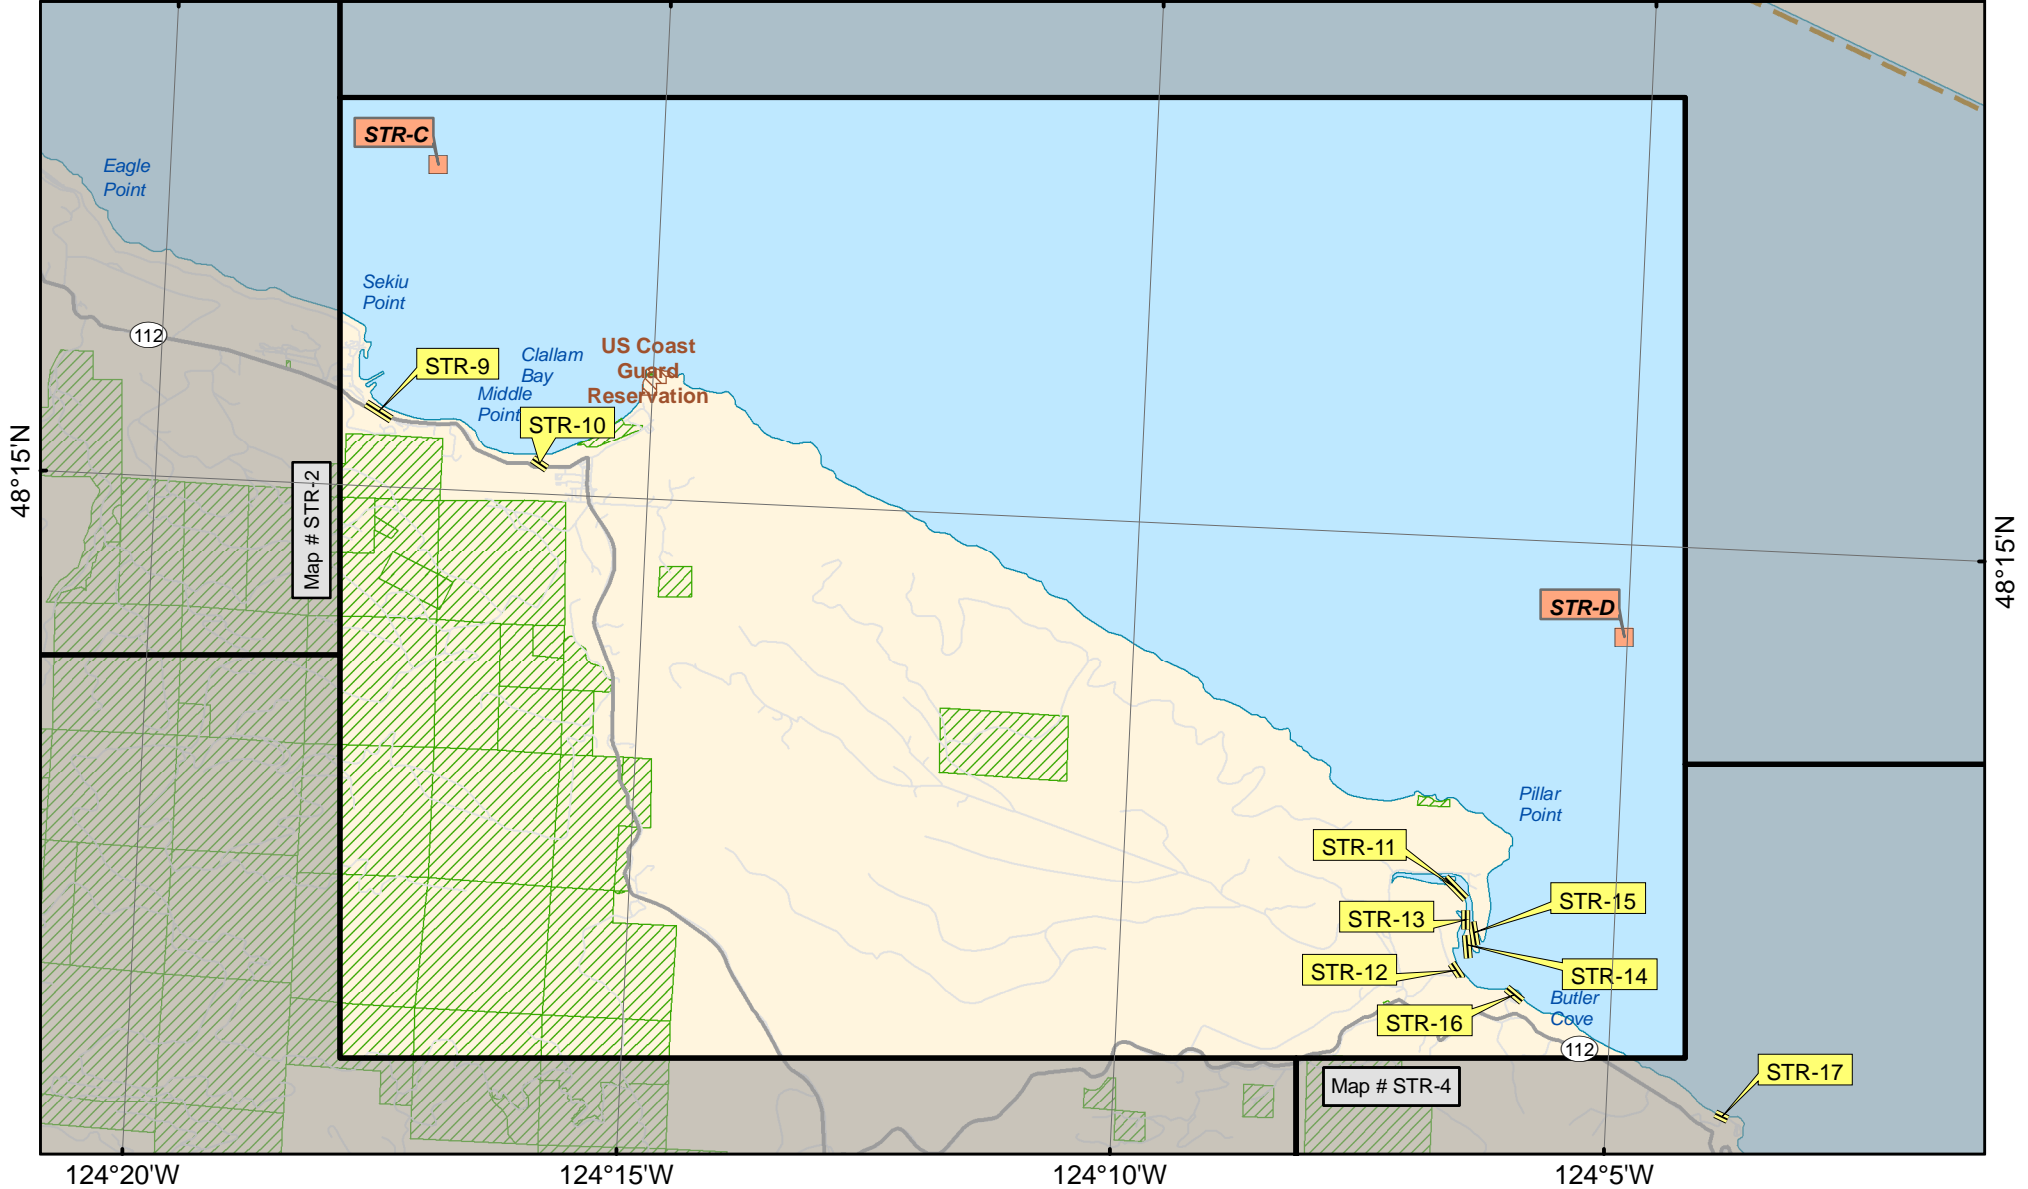 STR-C
Eagle
Point
Sekiu
Point
112
STR-9
Clallam
Bay
Middle
Point
US Coast
Guard
Reservation
STR-10
48°15'N
Map # STR-2
48°15'N
STR-D
Pillar
Point
STR-11
STR-15
STR-13
STR-12
STR-14
Butler
Cove
STR-16
112
Map # STR-4
STR-17
124°20'W
124°15'W
124°10'W
124°5'W